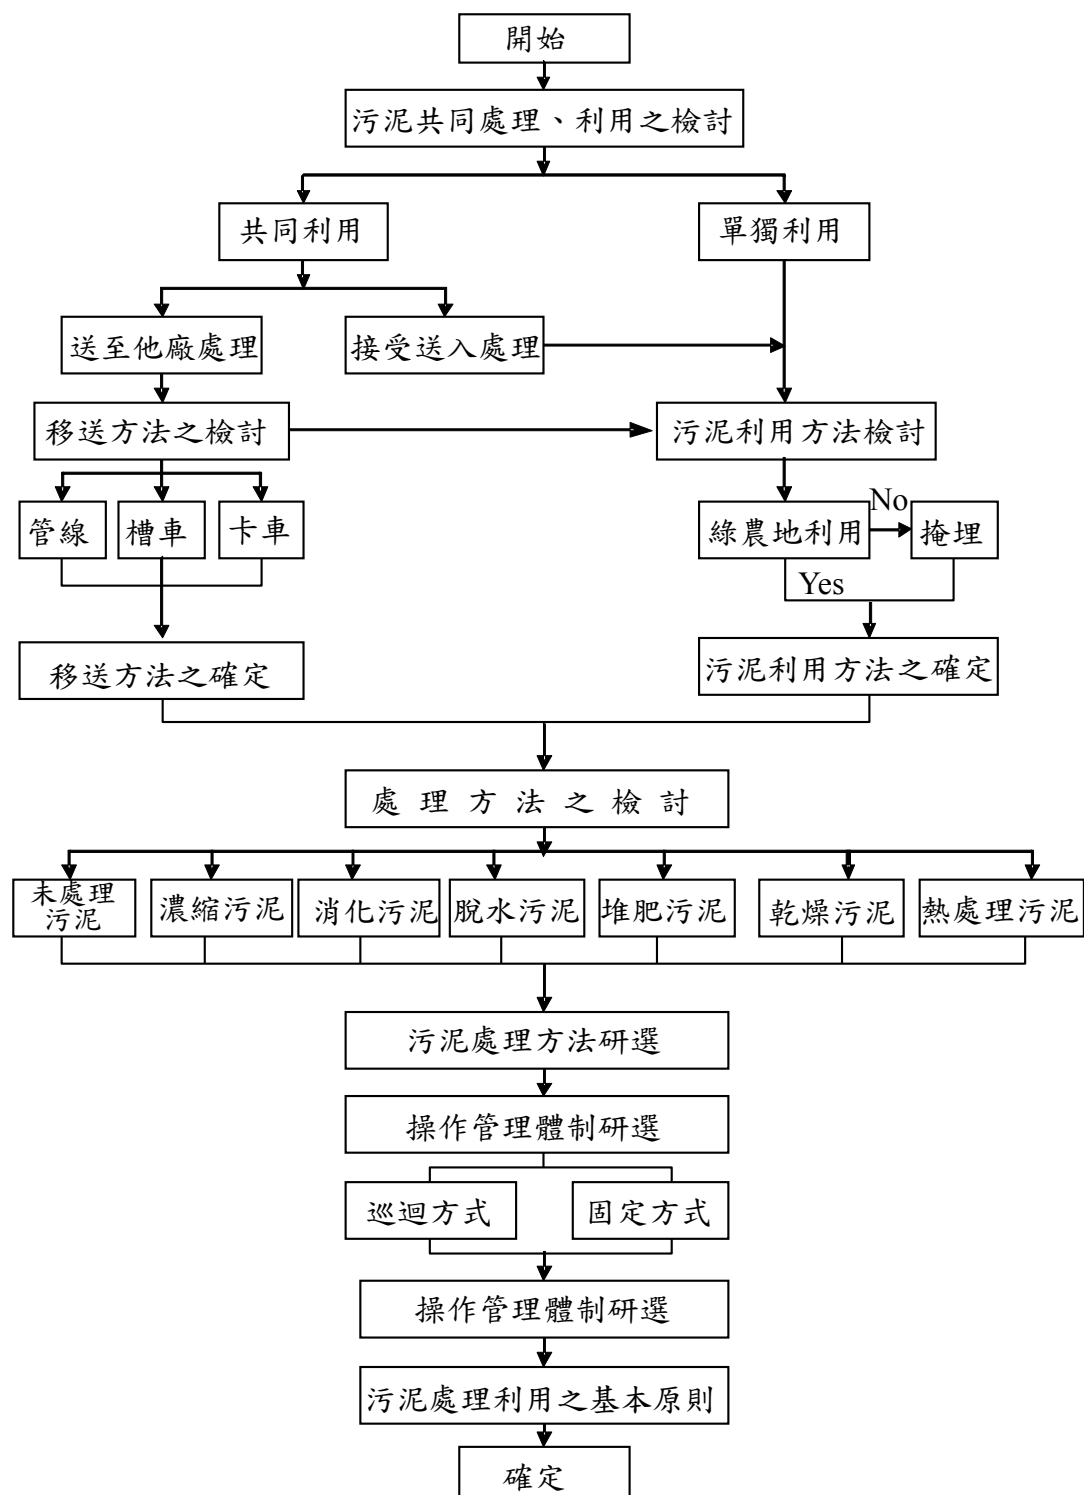 開始
污泥共同處理、利用之檢討
共同利用
單獨利用
送至他廠處理
接受送入處理
移送方法之檢討
污泥利用方法檢討
管線
槽車
卡車
綠農地利用
No
掩埋
Yes
移送方法之確定
污泥利用方法之確定
處理方法之檢討
未處理
污泥
濃縮污泥
消化污泥
脫水污泥
堆肥污泥
乾燥污泥
熱處理污泥
污泥處理方法研選
操作管理體制研選
巡迴方式
固定方式
操作管理體制研選
污泥處理利用之基本原則
確定